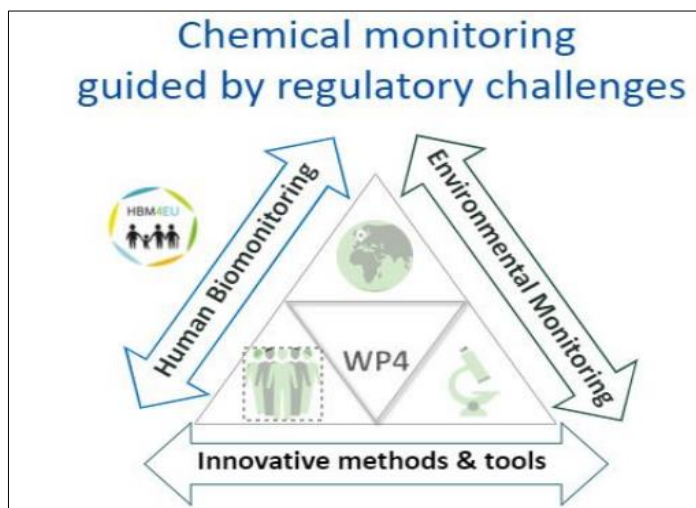 Chemical monitoring
guided by regulatory challenges
HBM4EU
Human Biomonitoring
Environmental Monitoring
WP4
Innovative methods & tools